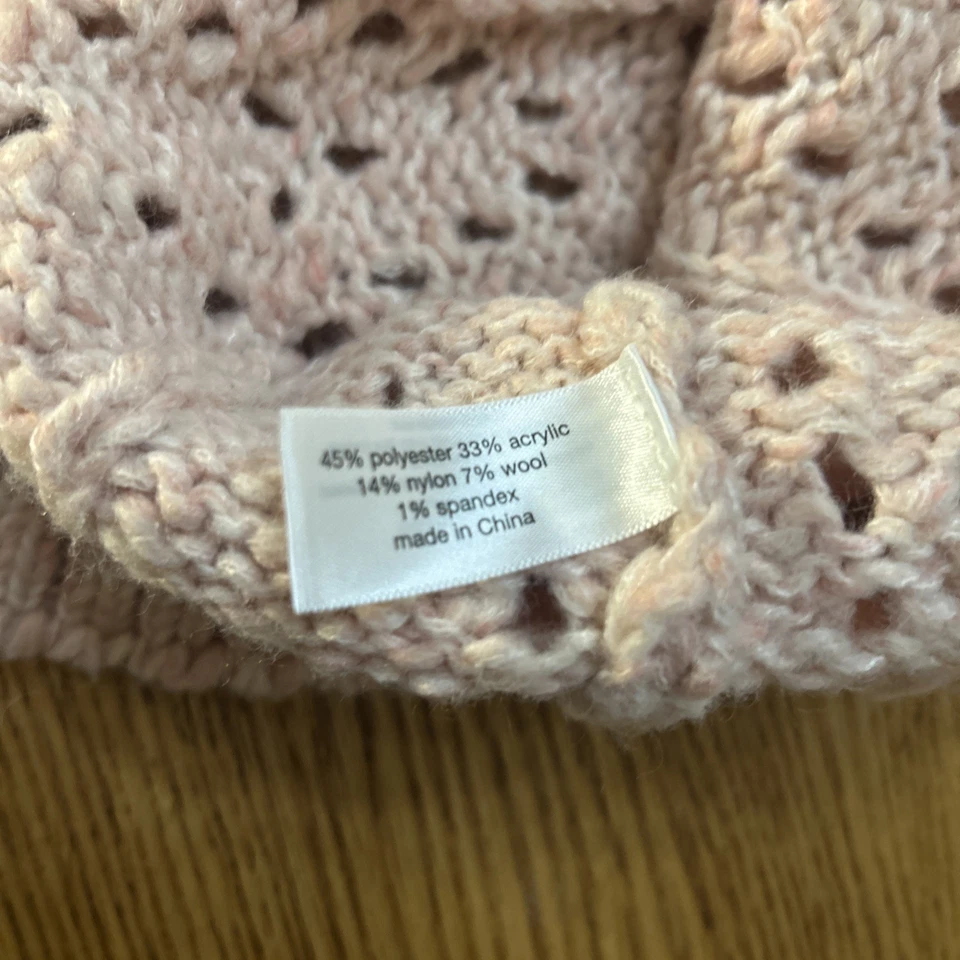 45% polyester 33% acrylic
14% nylon 7% wool
1% spandex
made in China